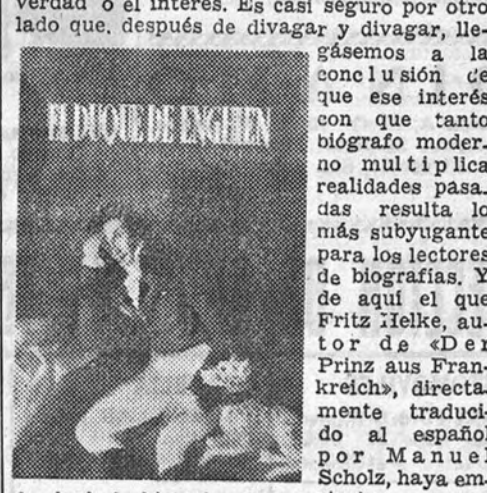 verdad o el interés. Es casi seguro por otro
lado que, después de divagar y divagar, lle-
gásemos a la
conclusión de
que ese interés
con que tanto
biógrafo moder-
no multiplica
realidades pasa-
das resulta lo
más subyugante
para los lectores
de biografías. Y
de aquí el que
Fritz Helke, au-
tor de «Der
Prinz aus Fran-
kreich», directa-
mente traduci-
do al español
por Manuel
Scholz, haya em-
EL DUQUE DE ENGHIEN